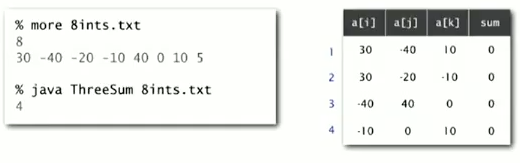 % more 8ints.txt
8
30 -40 -20 -10 40 0 10 5
% java ThreeSum 8ints.txt
4
a[i] a[j] a[k] sum
1 30 -40 10 0
2 30 -20 -10 0
3 -40 40 0 0
4 -10 0 10 0